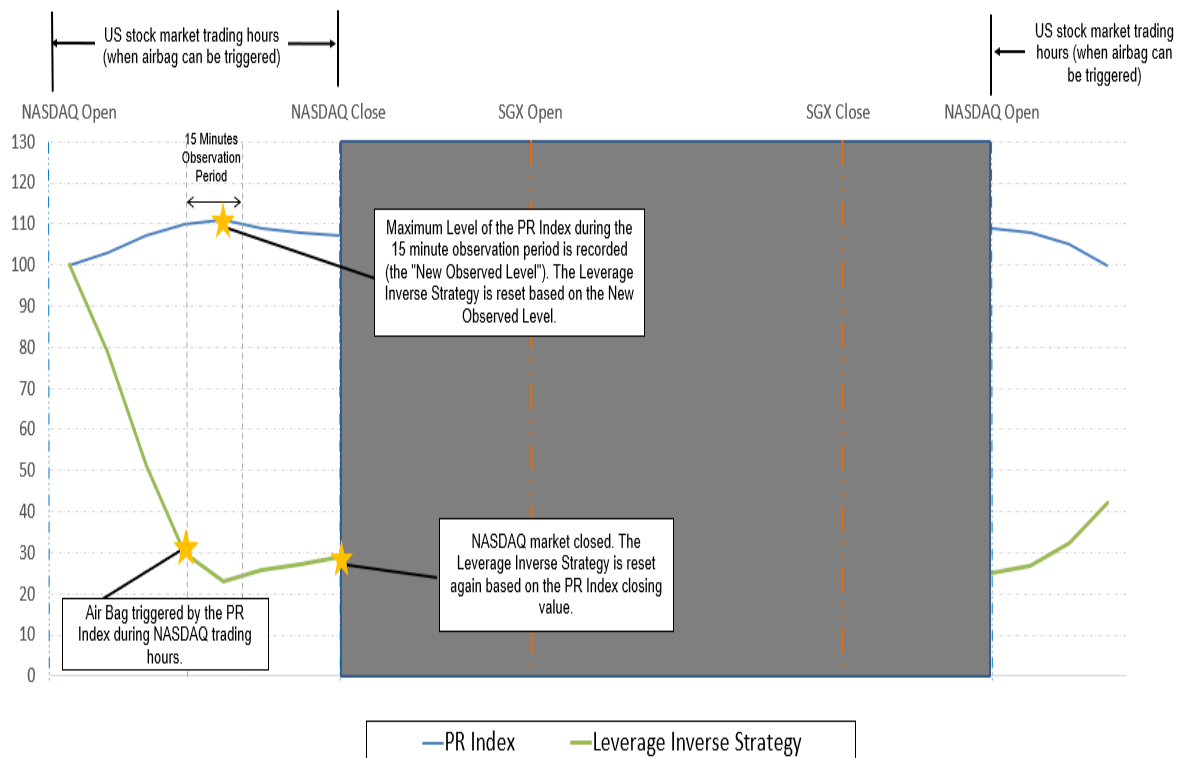 US stock market trading hours
(when airbag can be triggered)
US stock market trading
hours (when airbag can
be triggered)
NASDAQ Open
NASDAQ Close
SGX Open
SGX Close
NASDAQ Open
130
120
110
100
90
80
70
60
50
40
30
20
10
0
15 Minutes
Observation
Period
Maximum Level of the PR Index during the
15 minute observation period is recorded
(the "New Observed Level"). The Leverage
Inverse Strategy is reset based on the New
Observed Level.
NASDAQ market closed. The
Leverage Inverse Strategy is reset
again based on the PR Index closing
value.
Air Bag triggered by the PR
Index during NASDAQ trading
hours.
PR Index
Leverage Inverse Strategy